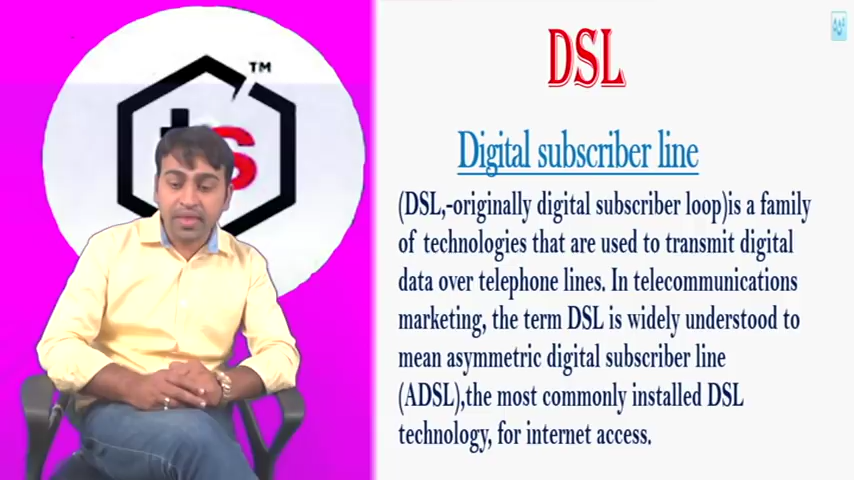 TM
ts
DSL
Digital subscriber line
(DSL,-originally digital subscriber loop)is a family
of technologies that are used to transmit digital
data over telephone lines. In telecommunications
marketing, the term DSL is widely understood to
mean asymmetric digital subscriber line
(ADSL),the most commonly installed DSL
technology, for internet access.